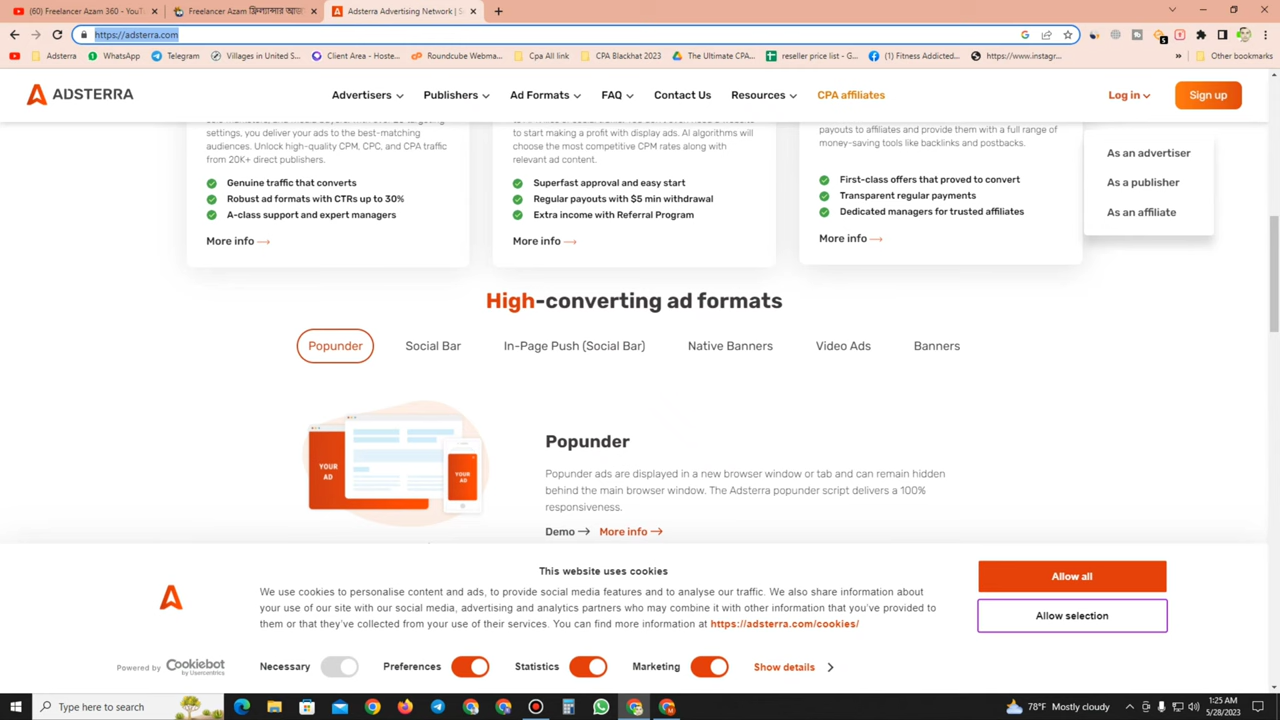 (60) Freelancer Azam 360 - YouT
Freelancer Azam ফ্রিল্যান্সার আজম
Adsterra Advertising Network | S
https://adsterra.com
Adsterra
WhatsApp
Telegram
Villages in United S...
Client Area - Hoste...
Roundcube Webma...
Cpa All link
CPA Blackhat 2023
The Ultimate CPA...
reseller price list - G...
(1) Fitness Addicted...
https://www.instagr...
Other bookmarks
ADSTERRA
Advertisers
Publishers
Ad Formats
FAQ
Contact Us
Resources
CPA affiliates
Log in
Sign up
As an advertiser
As a publisher
As an affiliate
settings, you deliver your ads to the best-matching
audiences. Unlock high-quality CPM, CPC, and CPA traffic
from 20K+ direct publishers.
Genuine traffic that converts
Robust ad formats with CTRs up to 30%
A-class support and expert managers
More info
to start making a profit with display ads. AI algorithms will
choose the most competitive CPM rates along with
relevant ad content.
Superfast approval and easy start
Regular payouts with $5 min withdrawal
Extra income with Referral Program
More info
payouts to affiliates and provide them with a full range of
money-saving tools like backlinks and postbacks.
First-class offers that proved to convert
Transparent regular payments
Dedicated managers for trusted affiliates
More info
High-converting ad formats
Popunder
Social Bar
In-Page Push (Social Bar)
Native Banners
Video Ads
Banners
YOUR
AD
YOUR
AD
Popunder
Popunder ads are displayed in a new browser window or tab and can remain hidden
behind the main browser window. The Adsterra popunder script delivers a 100%
responsiveness.
Demo
More info
This website uses cookies
We use cookies to personalise content and ads, to provide social media features and to analyse our traffic. We also share information about
your use of our site with our social media, advertising and analytics partners who may combine it with other information that you've provided to
them or that they've collected from your use of their services. You can find more information at https://adsterra.com/cookies/
Allow all
Allow selection
Powered by Cookiebot
by Usercentrics
Necessary
Preferences
Statistics
Marketing
Show details
Type here to search
78°F Mostly cloudy
1:25 AM
5/28/2023